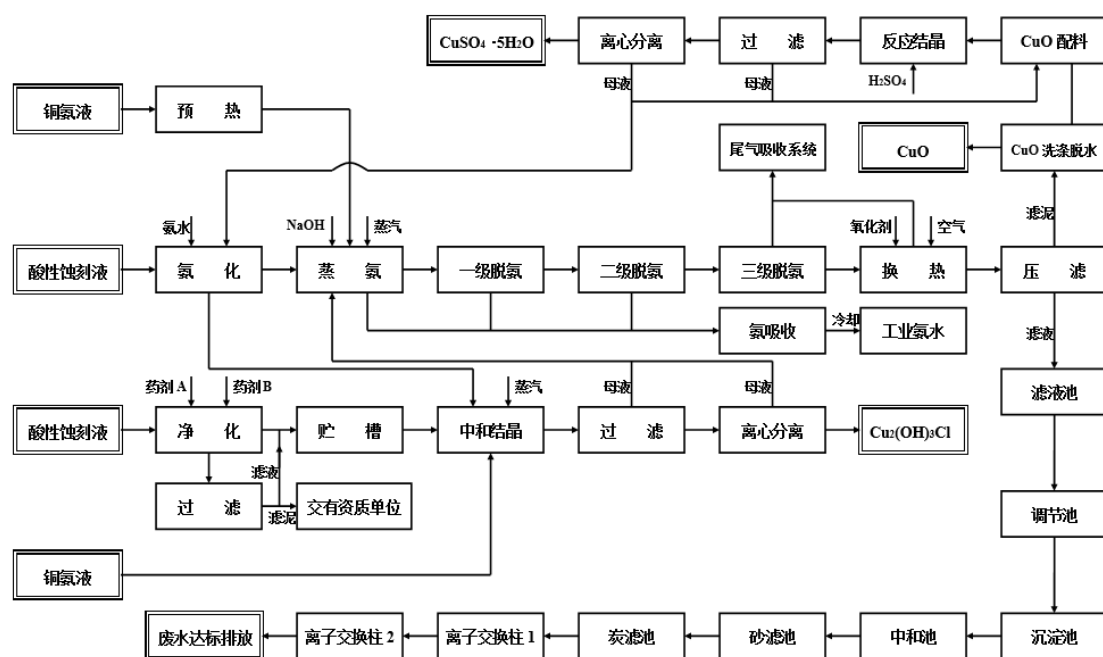 CuSO4 ·5H2O
离心分离
过 滤
反应结晶
CuO 配料
母液
母液
H2SO4
铜氨液
预 热
尾气吸收系统
CuO
CuO 洗涤脱水
氨水
NaOH
蒸汽
氧化剂
空气
滤泥
酸性蚀刻液
氨 化
蒸 氨
一级脱氨
二级脱氨
三级脱氨
换 热
压 滤
氨吸收
冷却
工业氨水
滤液
药剂 A
药剂 B
蒸汽
母液
母液
滤液池
酸性蚀刻液
净 化
贮 槽
中和结晶
过 滤
离心分离
Cu2(OH)3Cl
滤液
过 滤
滤泥
交有资质单位
调节池
铜氨液
废水达标排放
离子交换柱 2
离子交换柱 1
炭滤池
砂滤池
中和池
沉淀池